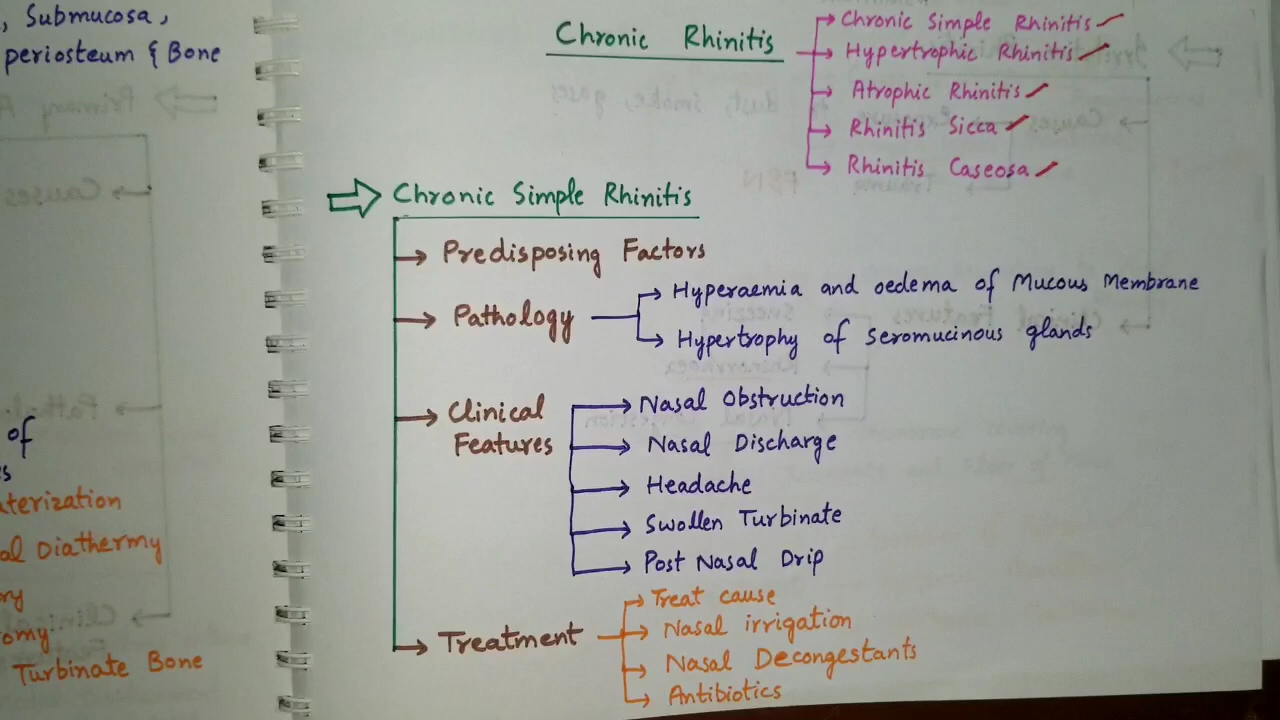 , Submucosa,
periosteum & Bone
of
aterization
al Diathermy
ry
omy
Turbinate Bone
Chronic Rhinitis
Chronic Simple Rhinitis
Hypertrophic Rhinitis
Atrophic Rhinitis
Rhinitis Sicca
Rhinitis Caseosa
Chronic Simple Rhinitis
Predisposing Factors
Pathology
Hyperaemia and oedema of Mucous Membrane
Hypertrophy of seromucinous glands
Clinical
Features
Nasal Obstruction
Nasal Discharge
Headache
Swollen Turbinate
Post Nasal Drip
Treatment
Treat cause
Nasal irrigation
Nasal Decongestants
Antibiotics